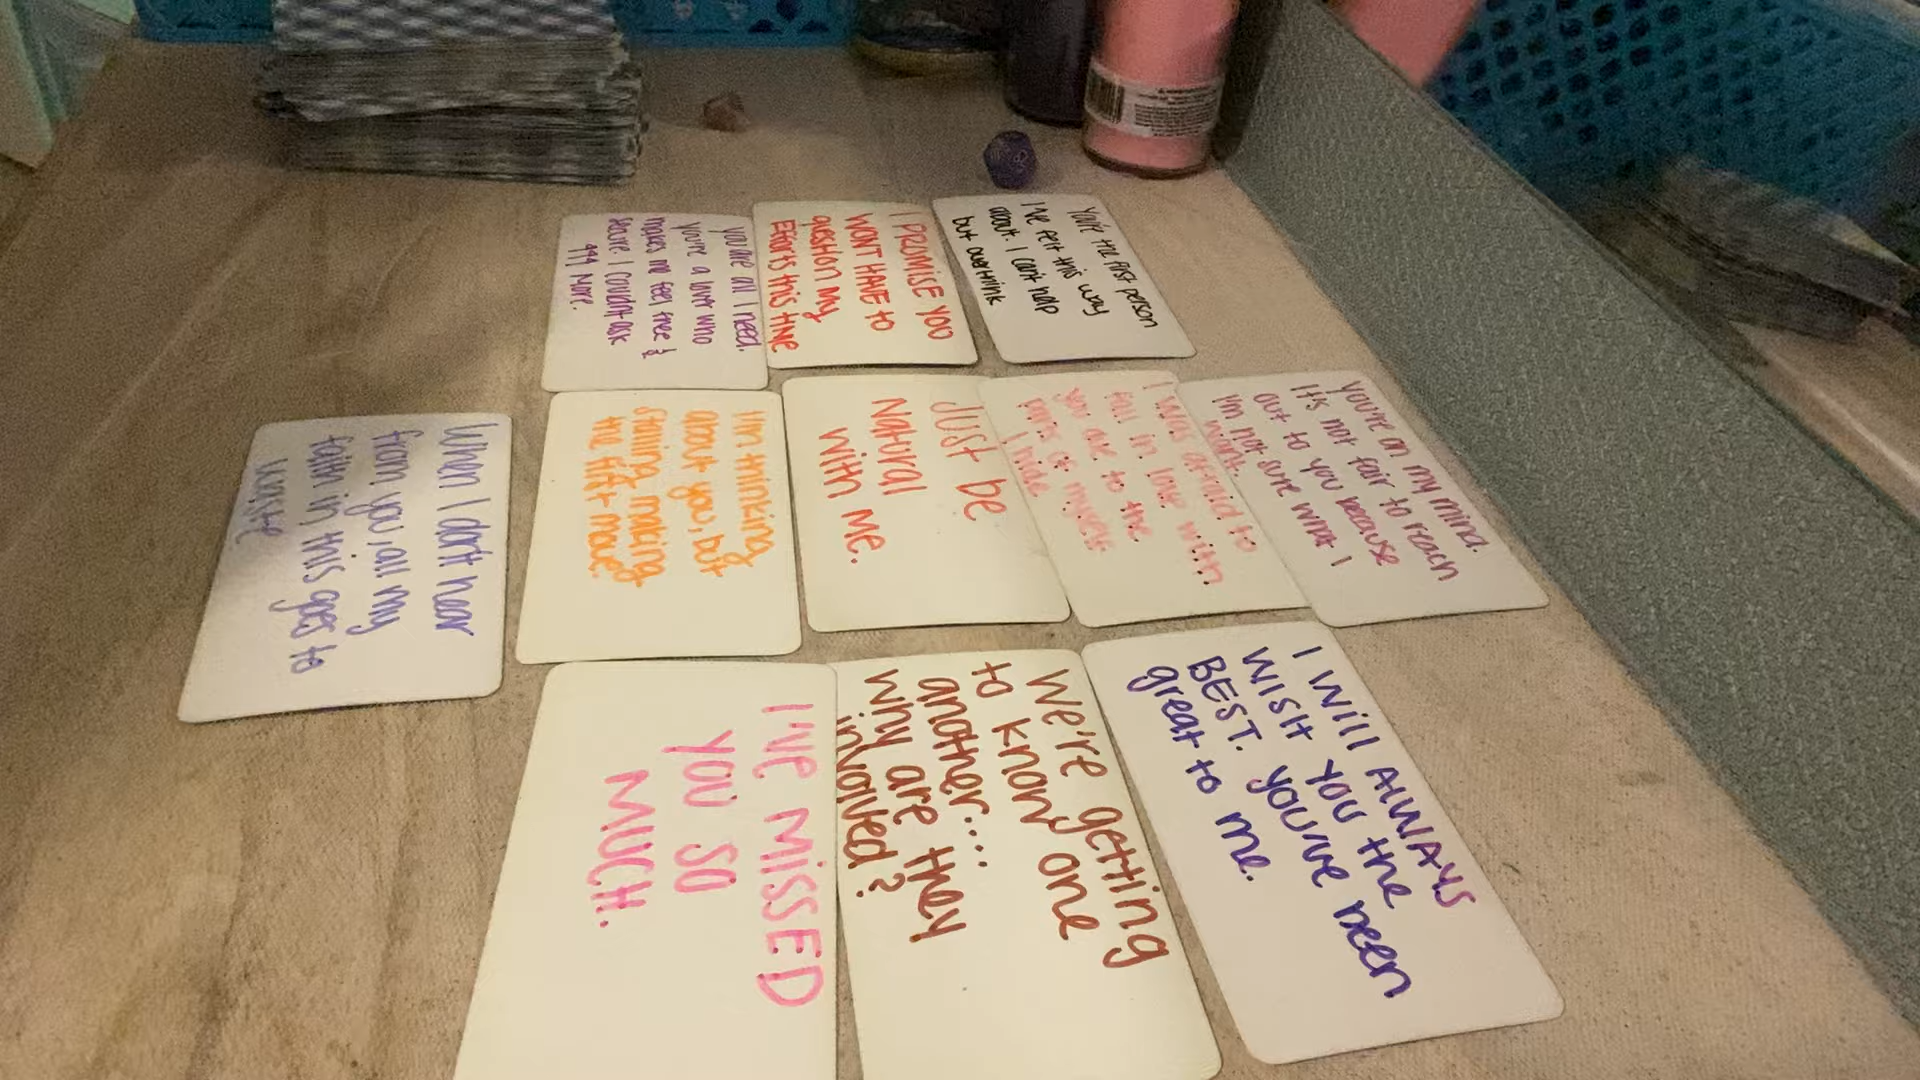 You're the first person
I've felt this way
about. I can't help
but overthink
I PROMISE YOU
WON'T HAVE to
question my
Efforts this time
you are all I need.
you're a luvr who
makes me feel free &
secure. I couldn't ask
444 More.
You're on my mind.
It's not fair to reach
out to you because
I'm not sure what I
want.
I was afraid to
fall in love with
you due to the
parts of myself
I hide
Just be
Natural
with me.
I'm thinking
about you, but
Stalling making
the first move.
When I don't hear
from you, all my
faith in this goes to
waste
I will ALWAYS
WISH YOU the
BEST. You've been
great to me.
We're getting
to know one
another....
Why are they
involved?
I'VE MISSED
YOU SO
MUCH.